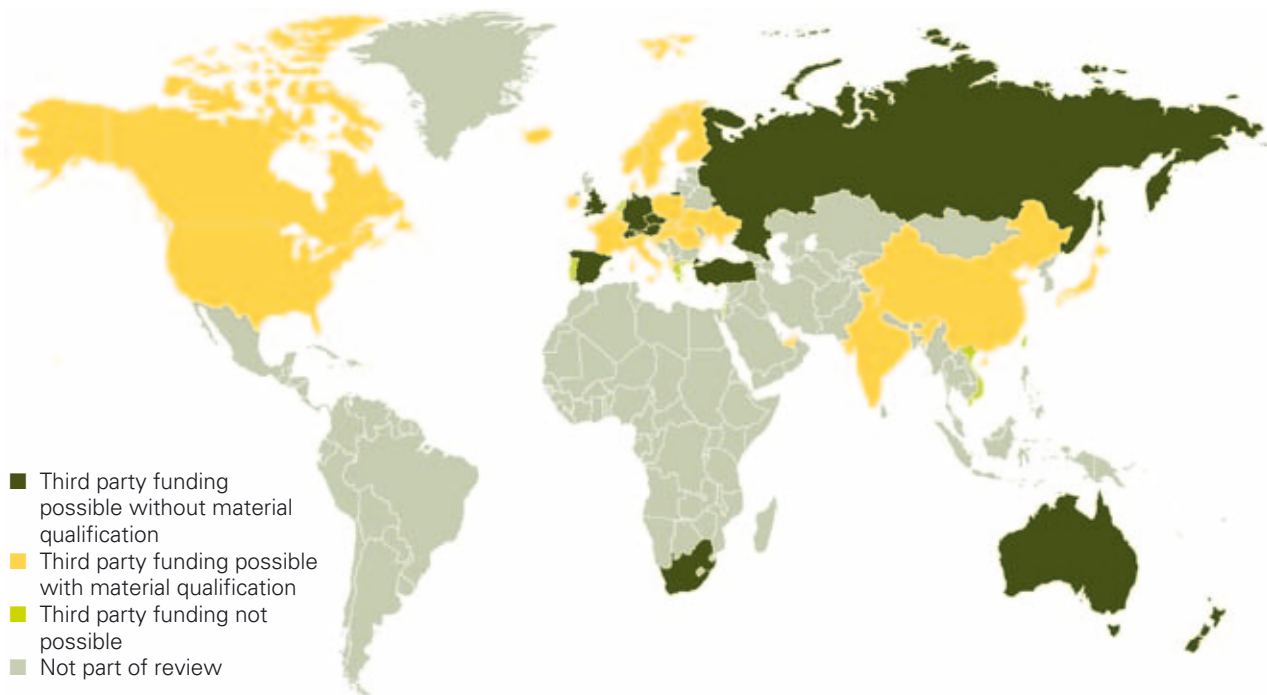 Third party funding
possible without material
qualification
Third party funding possible
with material qualification
Third party funding not
possible
Not part of review